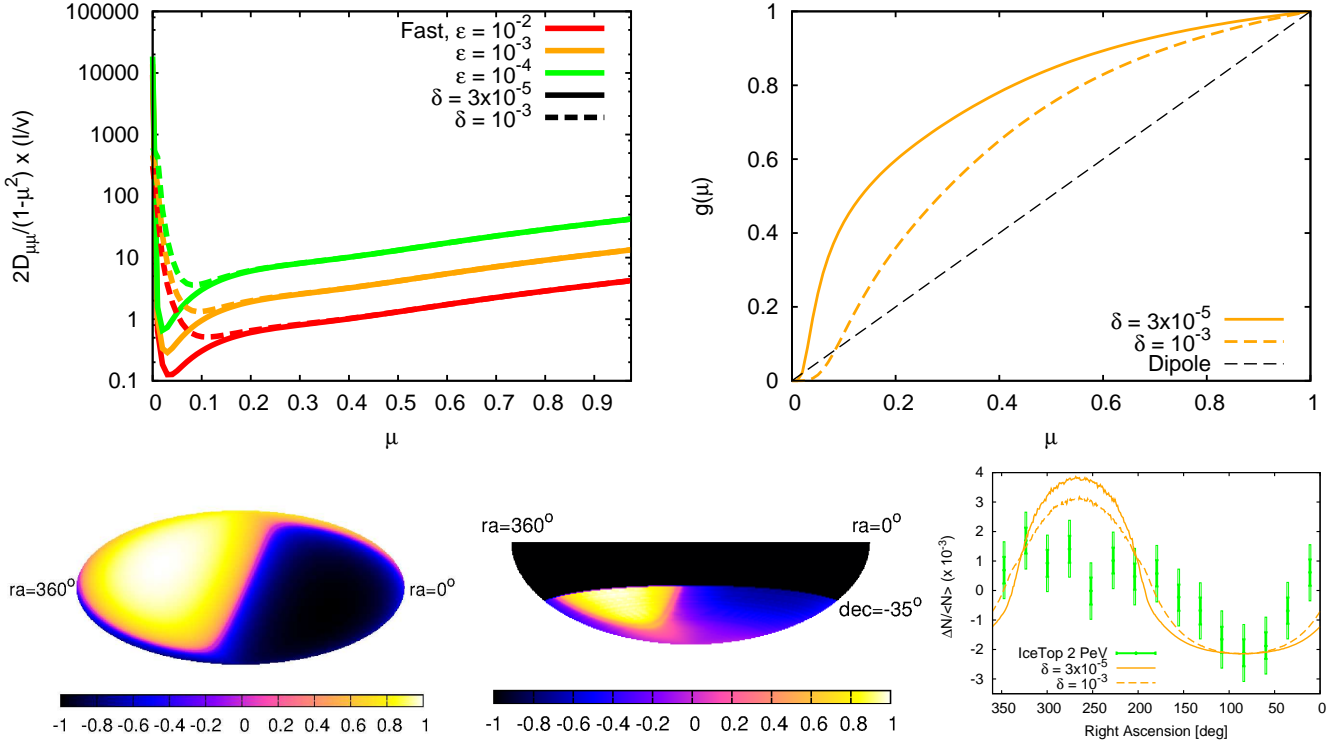 100000
10000
1000
100
10
1
0.1
2Dμμ/(1-μ²) x (l/v)
Fast, ε = 10⁻²
ε = 10⁻³
ε = 10⁻⁴
δ = 3x10⁻⁵
δ = 10⁻³
0 0.1 0.2 0.3 0.4 0.5 0.6 0.7 0.8 0.9
μ
1
0.8
0.6
0.4
0.2
0
g(μ)
δ = 3x10⁻⁵
δ = 10⁻³
Dipole
0 0.2 0.4 0.6 0.8 1
μ
ra=360°
ra=0°
-1 -0.8 -0.6 -0.4 -0.2 0 0.2 0.4 0.6 0.8 1
ra=360°
ra=0°
dec=-35°
-1 -0.8 -0.6 -0.4 -0.2 0 0.2 0.4 0.6 0.8 1
4
3
2
1
0
-1
-2
-3
ΔN/<N> (x 10⁻³)
IceTop 2 PeV
δ = 3x10⁻⁵
δ = 10⁻³
350 300 250 200 150 100 50 0
Right Ascension [deg]